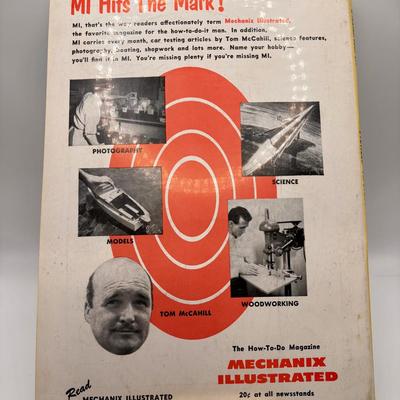 MI Hits The Mark!
MI, that's the way readers affectionately term Mechanix Illustrated,
the favorite magazine for the how-to-do-it man. In addition,
MI carries every month, car testing articles by Tom McCahill, science features,
photography, boating, shopwork and lots more. Name your hobby—
you'll find it in MI. You're missing plenty if you're missing MI.
PHOTOGRAPHY
SCIENCE
MODELS
WOODWORKING
TOM McCAHILL
The How-To-Do Magazine
MECHANIX
ILLUSTRATED
20¢ at all newsstands
Read
MECHANIX ILLUSTRATED